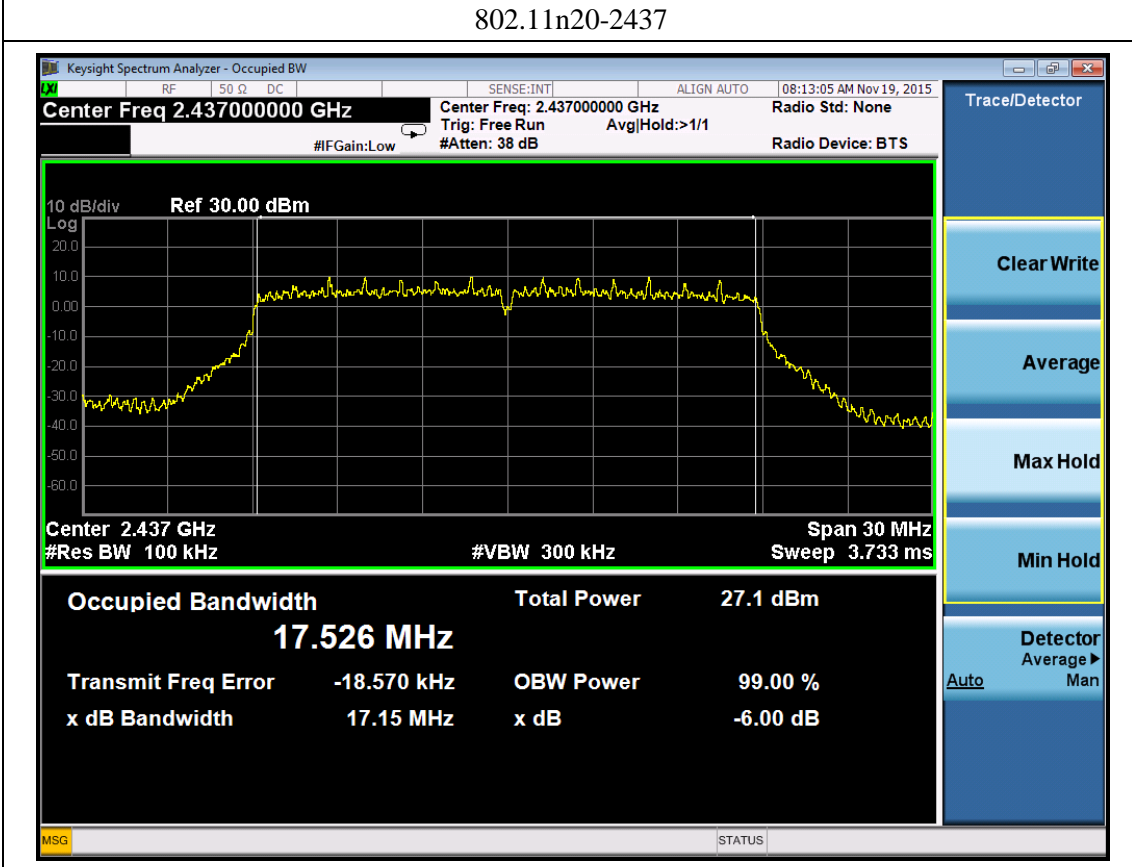 802.11n20-2437
Keysight Spectrum Analyzer - Occupied BW
LXI RF 50 Ω DC SENSE:INT ALIGN AUTO 08:13:05 AM Nov 19, 2015
Center Freq 2.437000000 GHz
Center Freq: 2.437000000 GHz
Radio Std: None
Trig: Free Run Avg|Hold:>1/1
#IFGain:Low
#Atten: 38 dB
Radio Device: BTS
Trace/Detector
10 dB/div Ref 30.00 dBm
Log
20.0
10.0
0.00
-10.0
-20.0
-30.0
-40.0
-50.0
-60.0
Center 2.437 GHz Span 30 MHz
#Res BW 100 kHz #VBW 300 kHz Sweep 3.733 ms
Occupied Bandwidth Total Power 27.1 dBm
17.526 MHz
Transmit Freq Error -18.570 kHz OBW Power 99.00 %
x dB Bandwidth 17.15 MHz x dB -6.00 dB
Clear Write
Average
Max Hold
Min Hold
Detector
Average▶
Auto Man
MSG STATUS